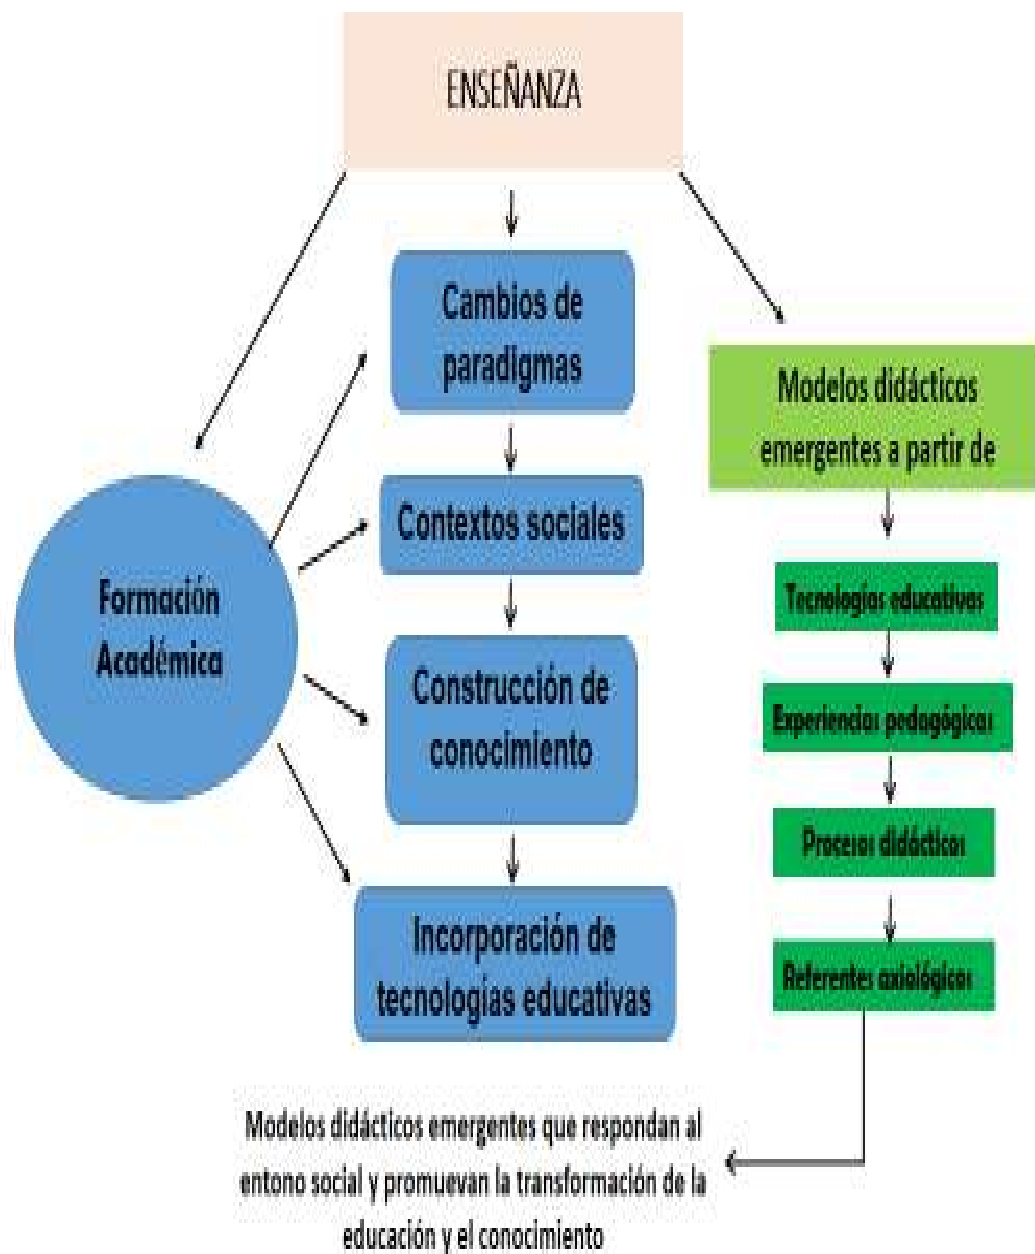 ENSEÑANZA
Cambios de
paradigmas
Modelos didácticos
emergentes a partir de
Contextos sociales
Formación
Académica
Tecnologías educativas
Construcción de
conocimiento
Experiencias pedagógicas
Procesos didácticos
Incorporación de
tecnologias educativas
Referentes axiológicos
Modelos didácticos emergentes que respondan al
entono social y promuevan la transformación de la
educación y el conocimiento